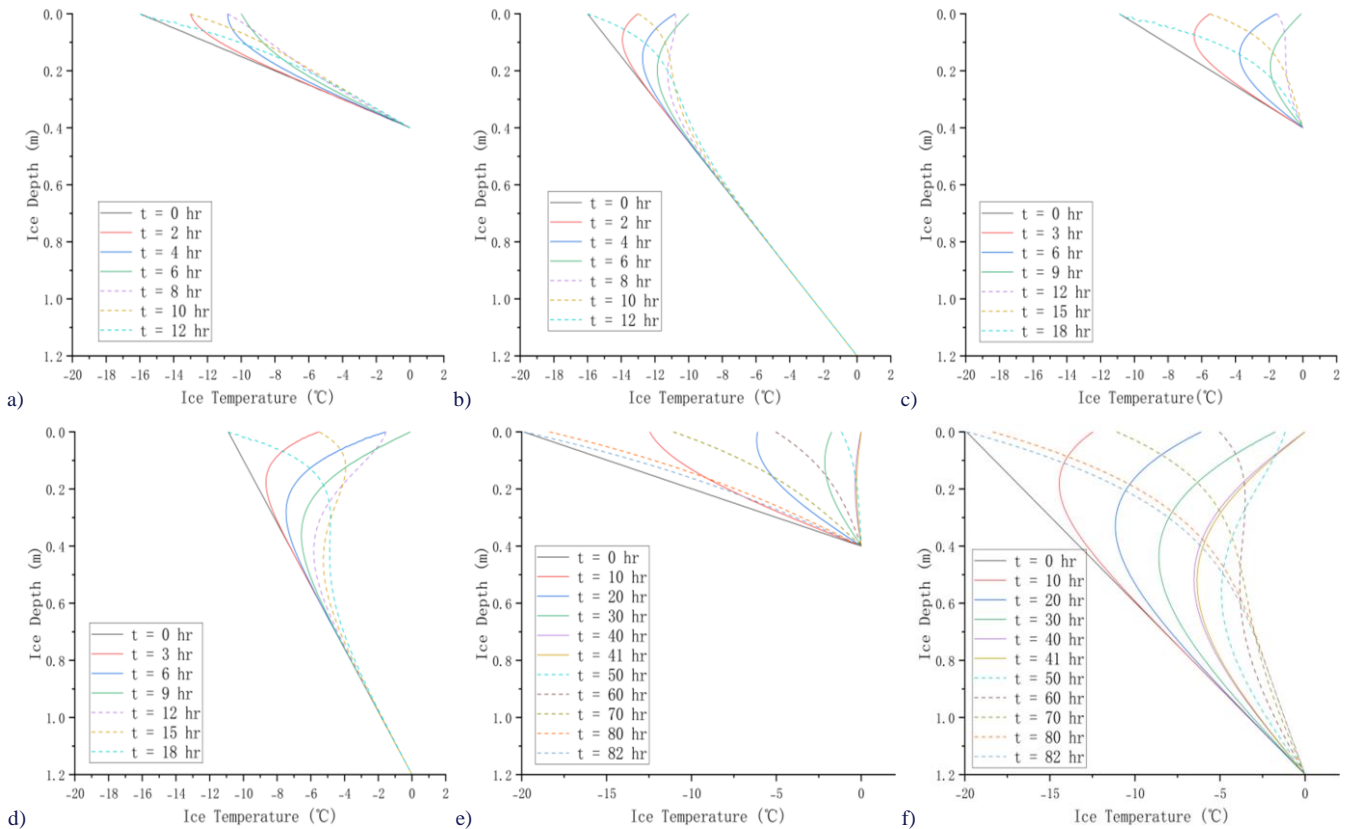 0.0
0.2
0.4
0.6
0.8
1.0
1.2
Ice Depth (m)
t = 0 hr
t = 2 hr
t = 4 hr
t = 6 hr
t = 8 hr
t = 10 hr
t = 12 hr
-20 -18 -16 -14 -12 -10 -8 -6 -4 -2 0 2
Ice Temperature (℃)
a)
0.0
0.2
0.4
0.6
0.8
1.0
1.2
Ice Depth (m)
t = 0 hr
t = 2 hr
t = 4 hr
t = 6 hr
t = 8 hr
t = 10 hr
t = 12 hr
-20 -15 -10 -5 0
Ice Temperature (℃)
b)
0.0
0.2
0.4
0.6
0.8
1.0
1.2
Ice Depth (m)
t = 0 hr
t = 3 hr
t = 6 hr
t = 9 hr
t = 12 hr
t = 15 hr
t = 18 hr
-20 -18 -16 -14 -12 -10 -8 -6 -4 -2 0 2
Ice Temperature(℃)
c)
0.0
0.2
0.4
0.6
0.8
1.0
1.2
Ice Depth (m)
t = 0 hr
t = 3 hr
t = 6 hr
t = 9 hr
t = 12 hr
t = 15 hr
t = 18 hr
-20 -18 -16 -14 -12 -10 -8 -6 -4 -2 0 2
Ice Temperature (℃)
d)
0.0
0.2
0.4
0.6
0.8
1.0
1.2
Ice Depth (m)
t = 0 hr
t = 10 hr
t = 20 hr
t = 30 hr
t = 40 hr
t = 41 hr
t = 50 hr
t = 60 hr
t = 70 hr
t = 80 hr
t = 82 hr
-20 -15 -10 -5 0
Ice Temperature (℃)
e)
0.0
0.2
0.4
0.6
0.8
1.0
1.2
Ice Depth (m)
t = 0 hr
t = 10 hr
t = 20 hr
t = 30 hr
t = 40 hr
t = 41 hr
t = 50 hr
t = 60 hr
t = 70 hr
t = 80 hr
t = 82 hr
-20 -15 -10 -5 0
Ice Temperature (℃)
f)